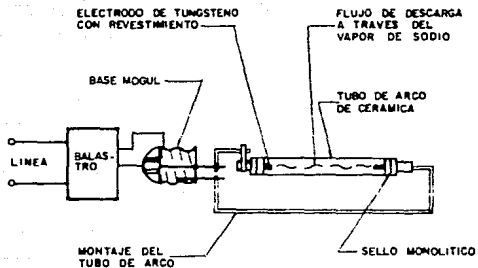 ELECTRODO DE TUNGSTENO
CON REVESTIMIENTO
FLUJO DE DESCARGA
A TRAVES DEL
VAPOR DE SODIO
BASE MOGUL
TUBO DE ARCO
DE CERAMICA
LINEA
BALAS-
TRO
MONTAJE DEL
TUBO DE ARCO
SELLO MONOLITICO